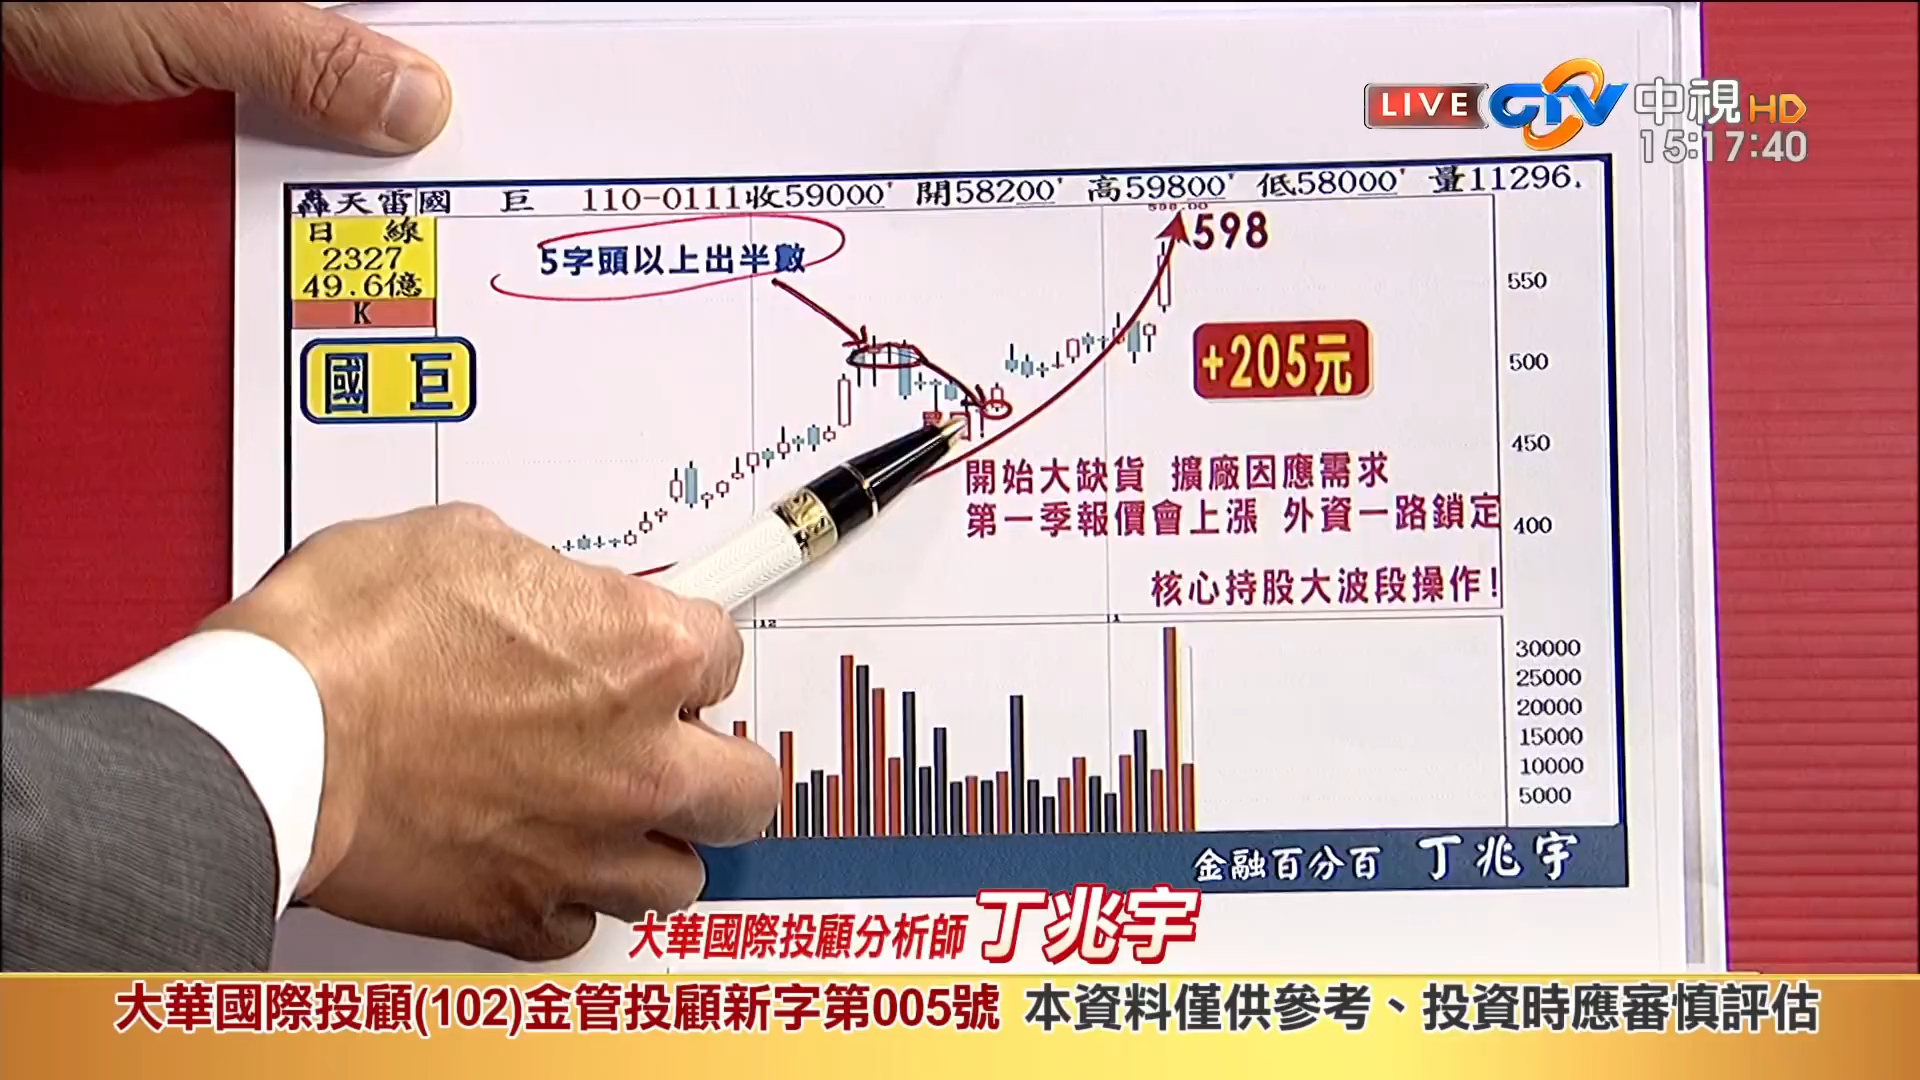 LIVE CTV 中視HD
15:17:40
轟天雷國 巨 110-0111收59000' 開58200' 高59800' 低58000' 量11296.
日 線
2327
49.6億
K
國 巨
5字頭以上出半數
598.00
598
+205元
550
500
450
400
開始大缺貨 擴廠因應需求
第一季報價會上漲 外資一路鎖定
核心持股大波段操作!
12
1
30000
25000
20000
15000
10000
5000
金融百分百 丁兆宇
大華國際投顧分析師 丁兆宇
大華國際投顧(102)金管投顧新字第005號 本資料僅供參考、投資時應審慎評估